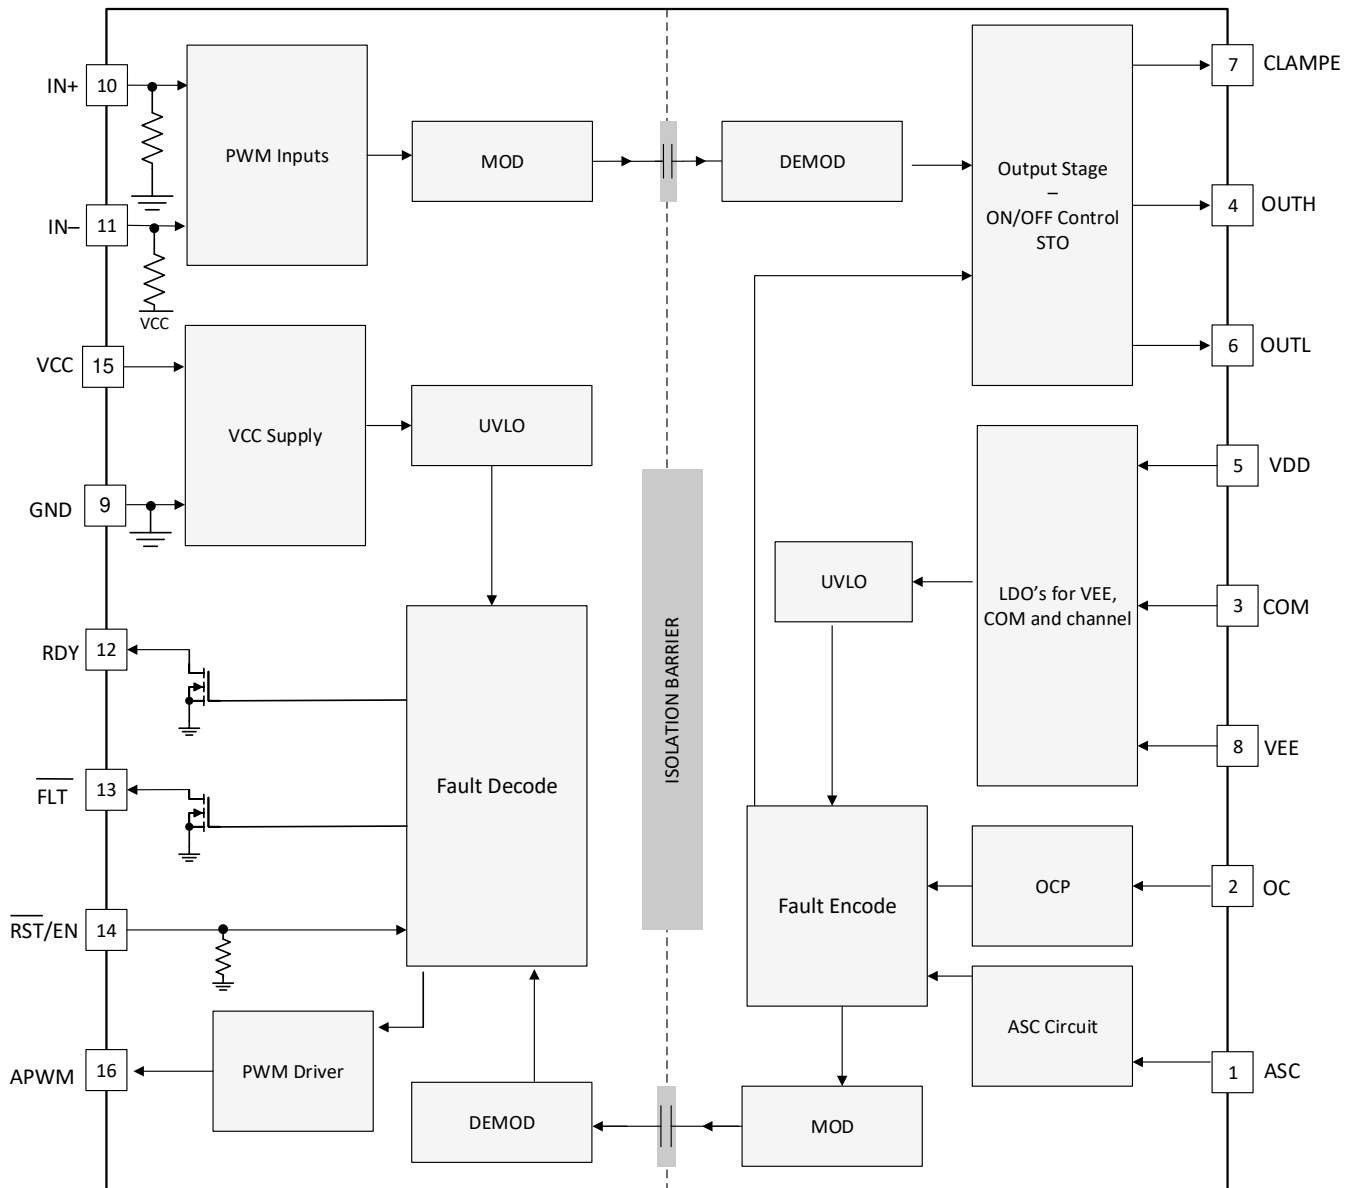 IN+
10
PWM Inputs
IN–
11
VCC
MOD
DEMOD
Output Stage
–
ON/OFF Control
STO
7
CLAMPE
4
OUTH
6
OUTL
VCC
15
VCC Supply
GND
9
UVLO
ISOLATION BARRIER
UVLO
LDO's for VEE,
COM and channel
5
VDD
3
COM
8
VEE
RDY
12
FLT
13
RST/EN
14
Fault Decode
Fault Encode
OCP
2
OC
ASC Circuit
1
ASC
APWM
16
PWM Driver
DEMOD
MOD